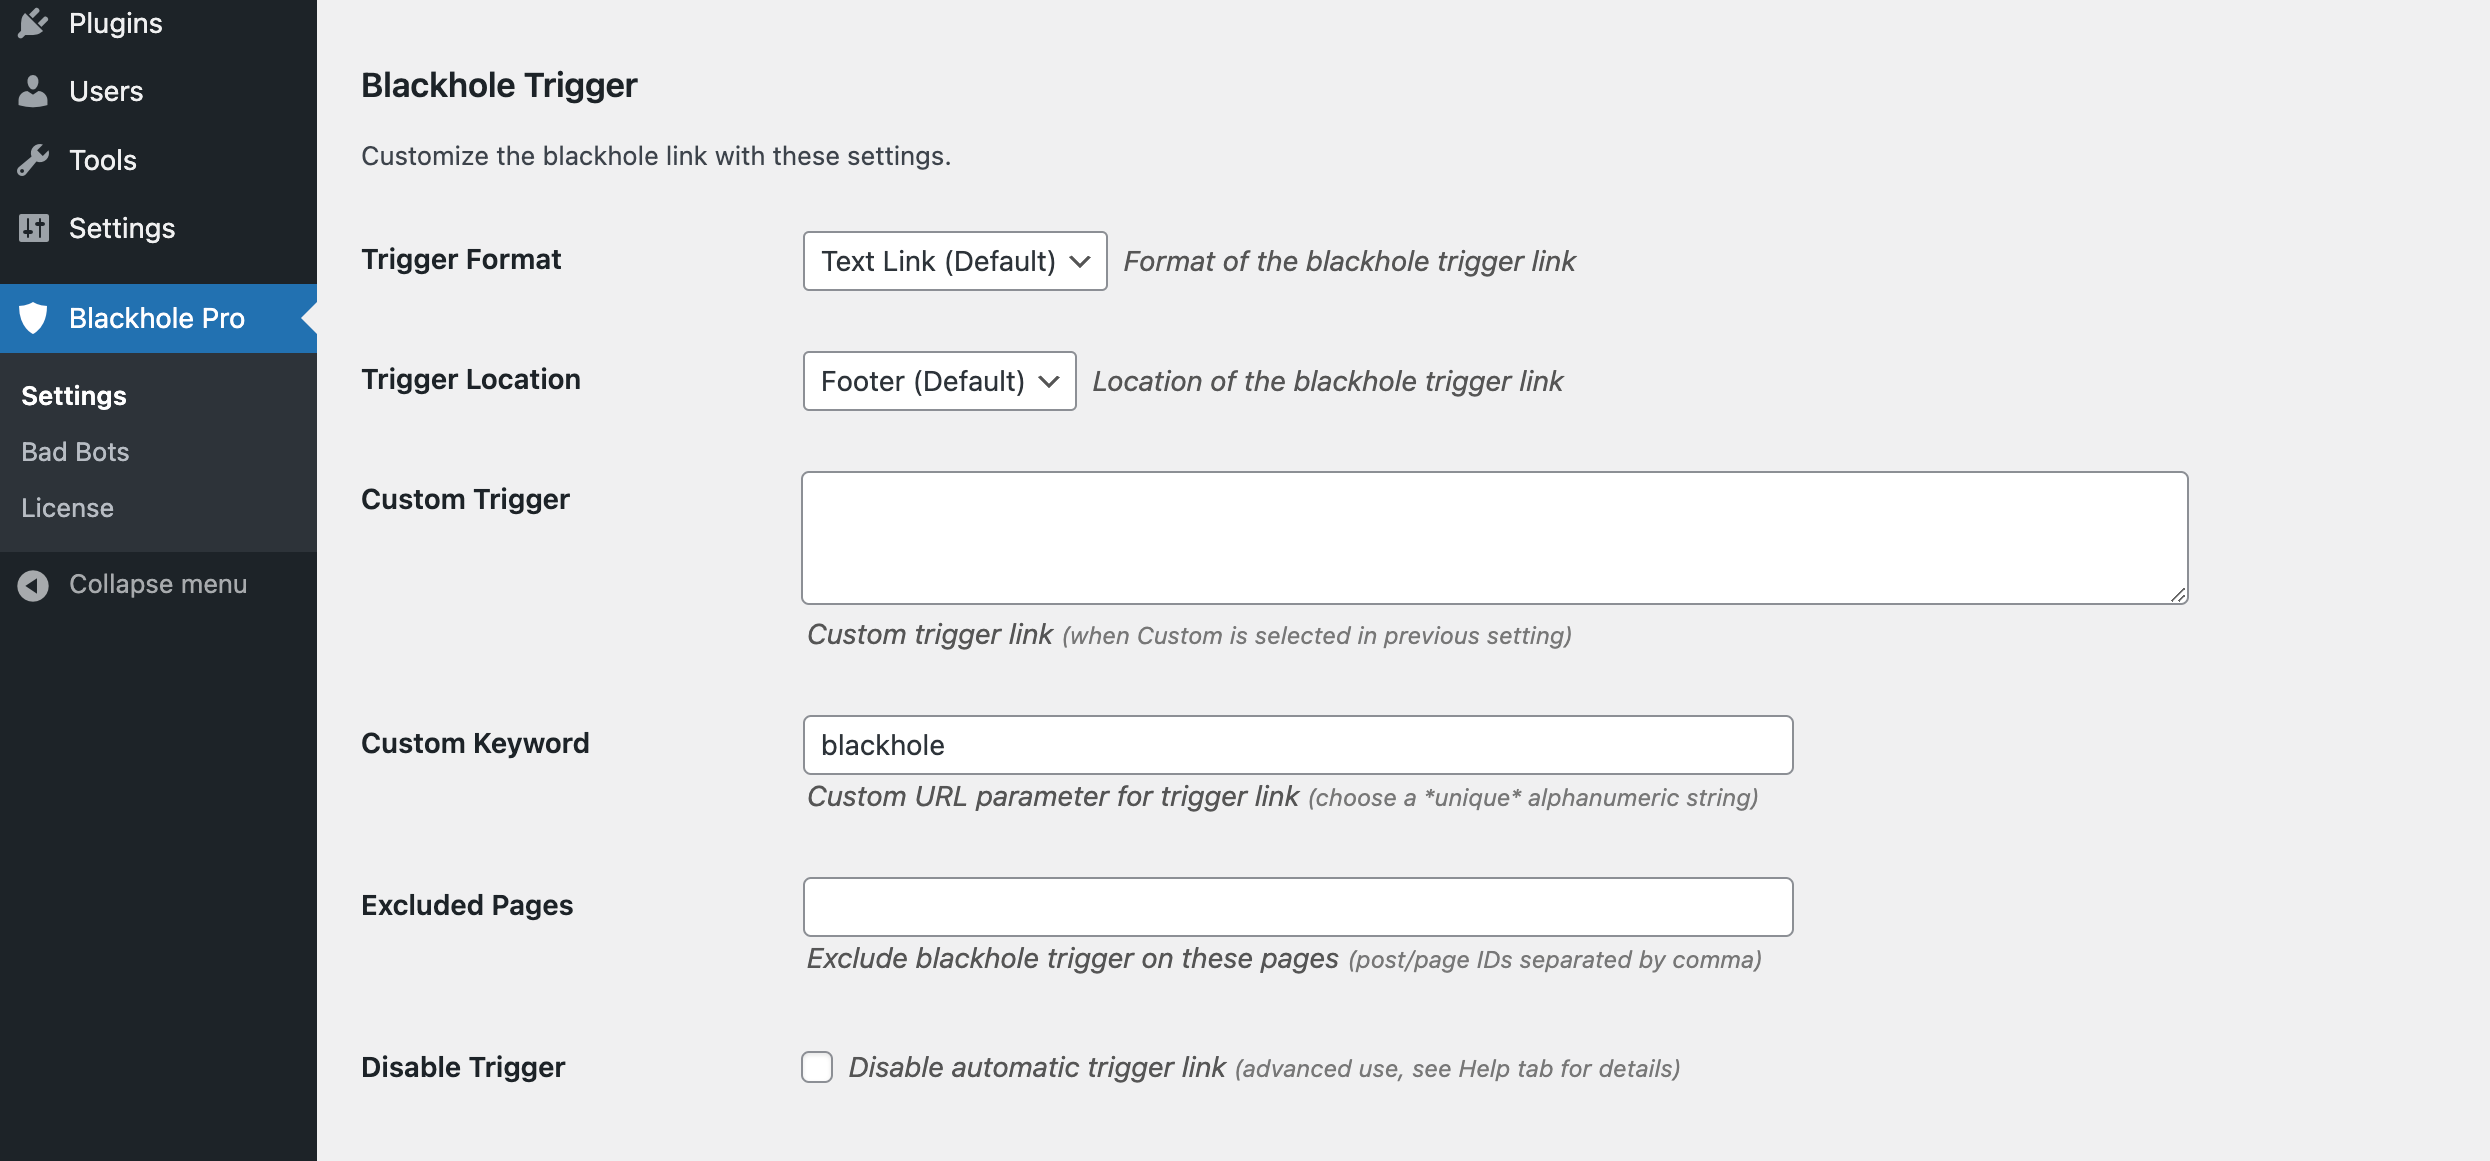 Plugins
Users
Tools
Settings
Blackhole Pro
Settings
Bad Bots
License
Collapse menu
Blackhole Trigger
Customize the blackhole link with these settings.
Trigger Format
Text Link (Default)
Format of the blackhole trigger link
Trigger Location
Footer (Default)
Location of the blackhole trigger link
Custom Trigger
Custom trigger link (when Custom is selected in previous setting)
Custom Keyword
blackhole
Custom URL parameter for trigger link (choose a *unique* alphanumeric string)
Excluded Pages
Exclude blackhole trigger on these pages (post/page IDs separated by comma)
Disable Trigger
Disable automatic trigger link (advanced use, see Help tab for details)